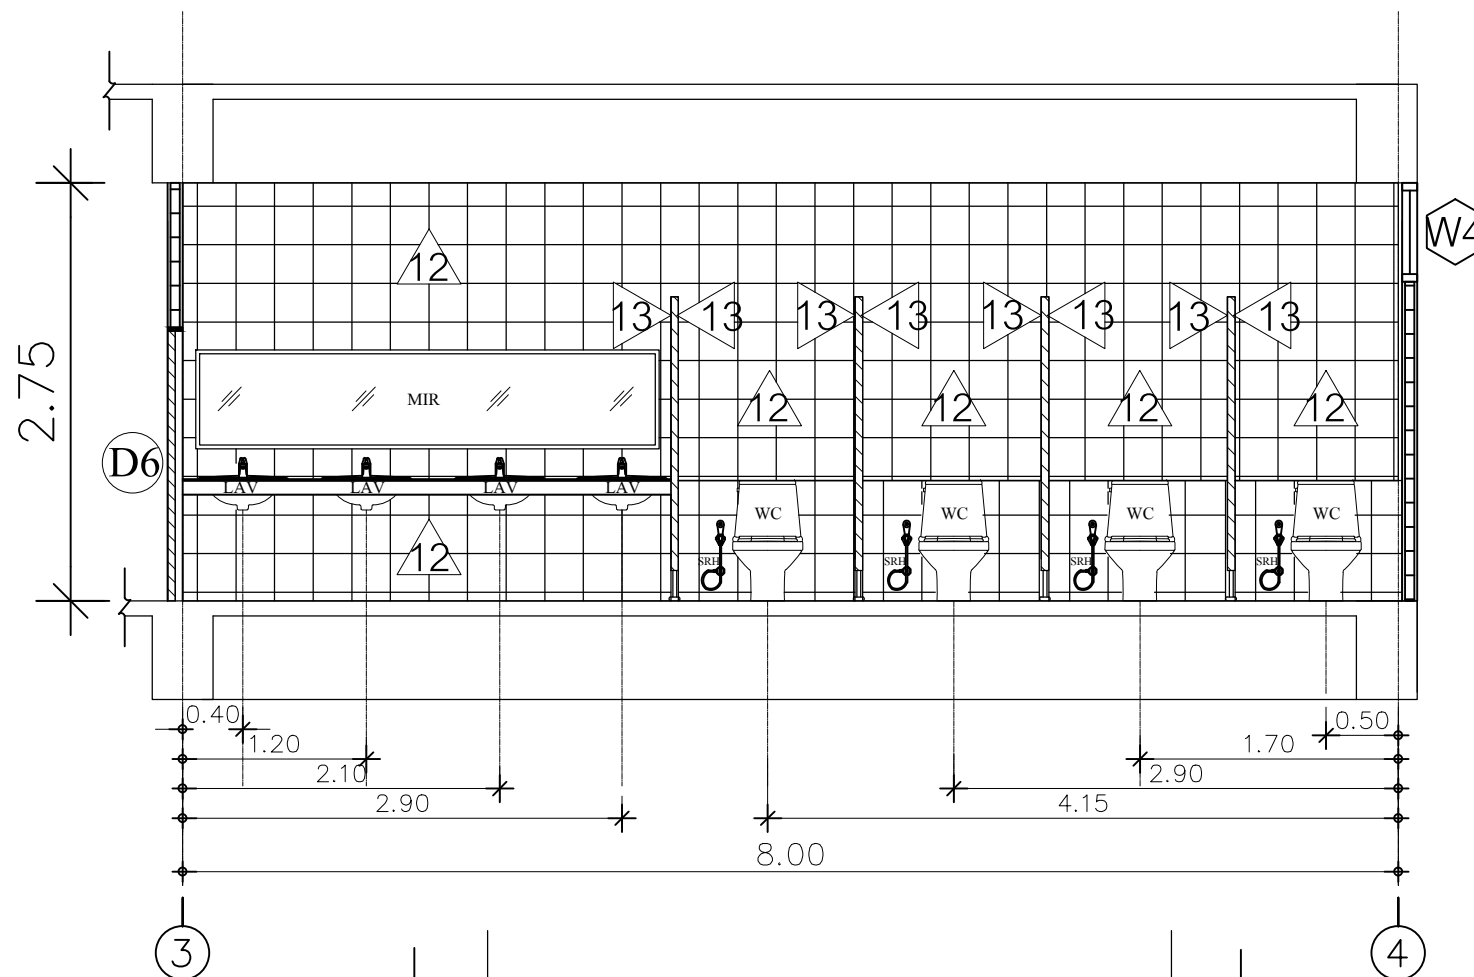 W4
12
13 13 13 13 13 13 13 13
2.75
MIR
12 12 12 12
D6
LAV LAV LAV LAV
WC WC WC WC
12
SRH SRH SRH SRH
0.40
0.50
1.20
1.70
2.10
2.90
2.90
4.15
8.00
3
4